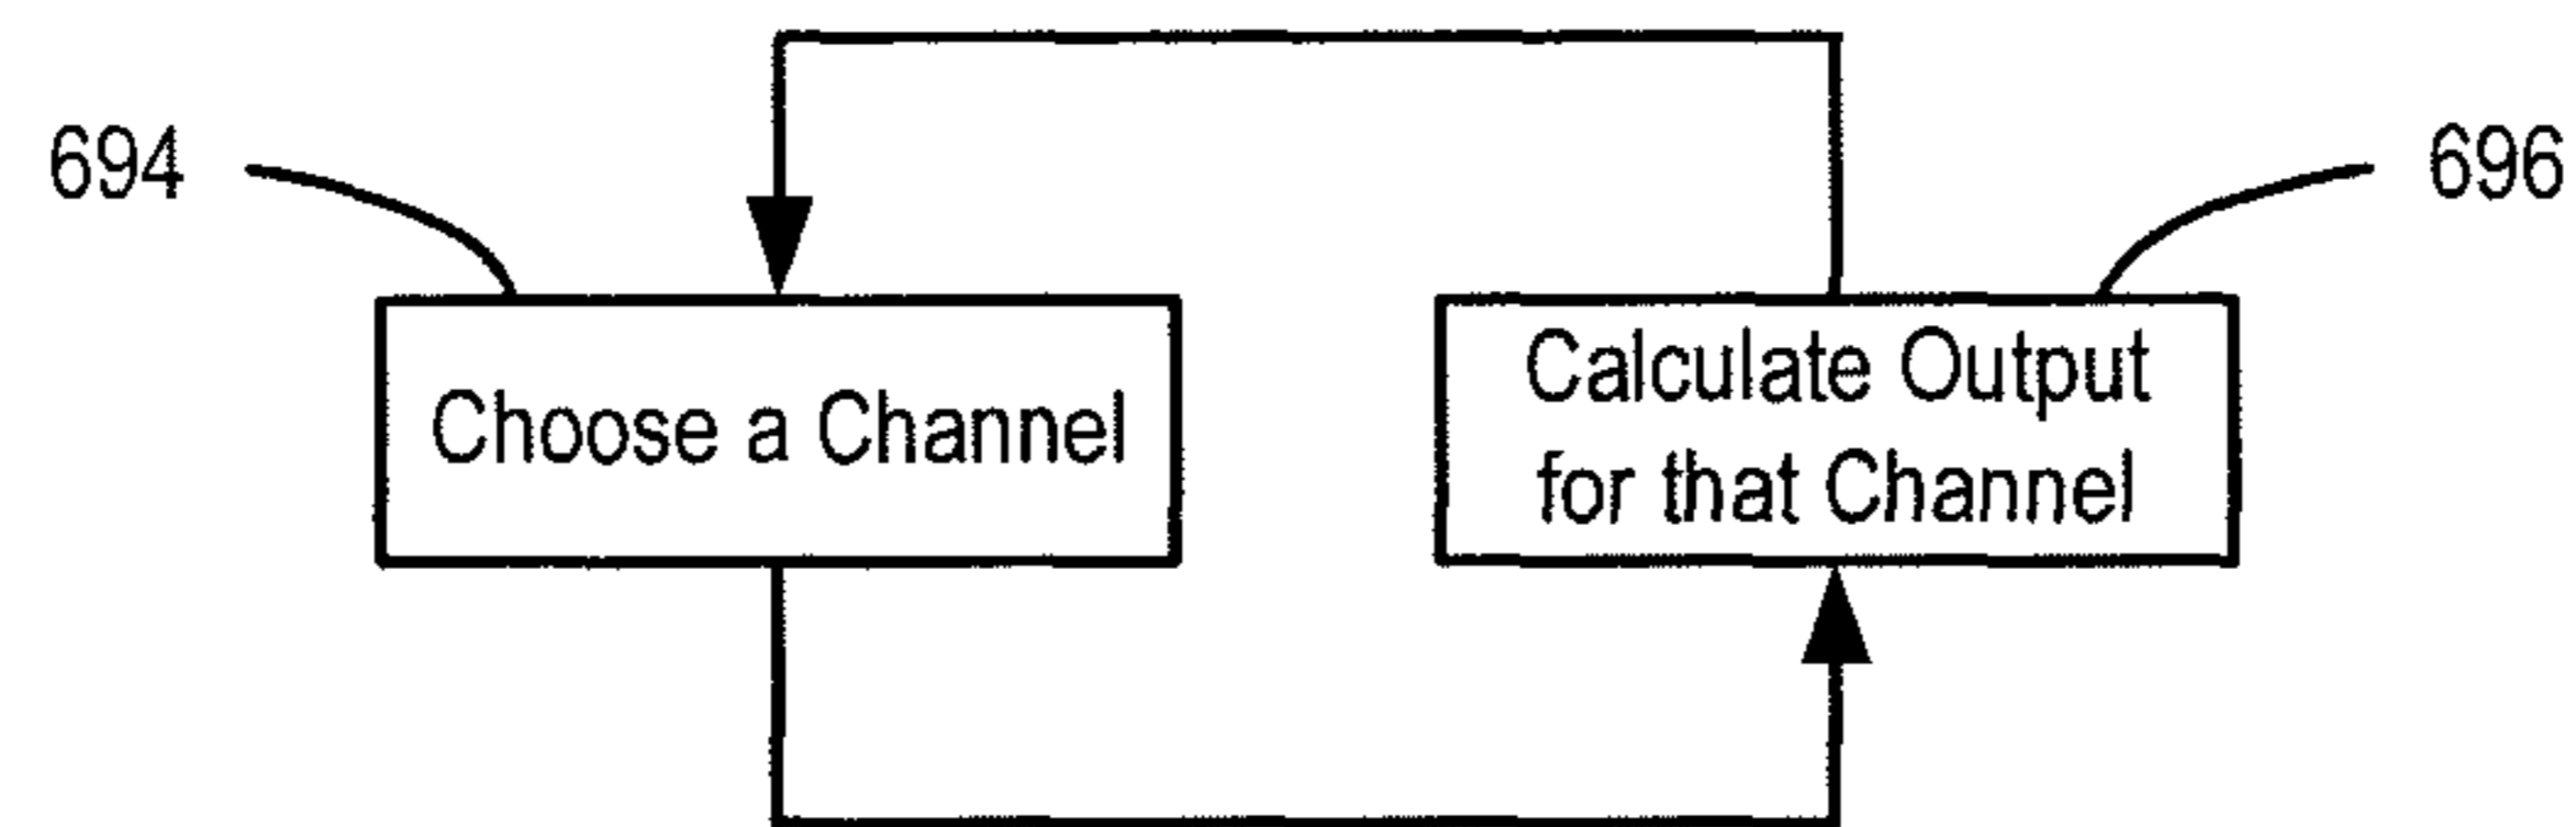 694
696
Choose a Channel
Calculate Output
for that Channel